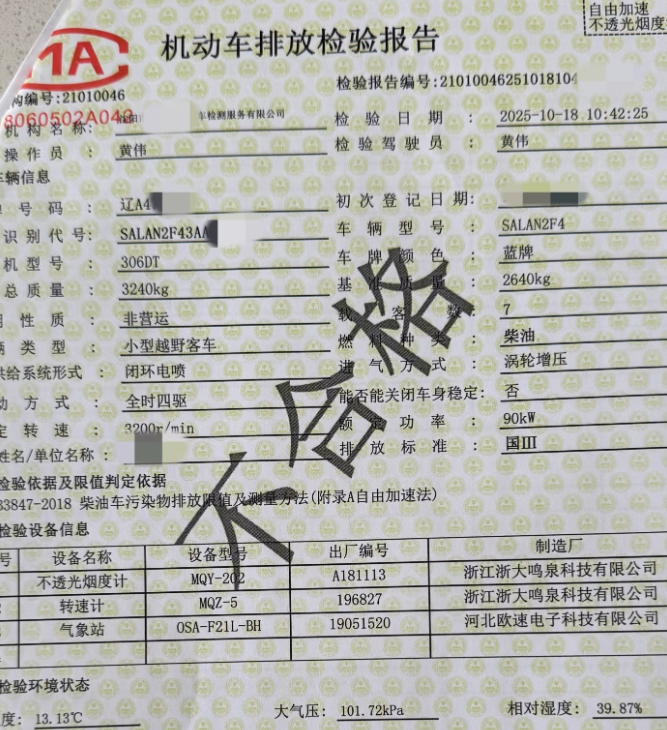 自由加速
不透光烟度
MA
机动车排放检验报告
构编号:21010046
检验报告编号:21010046251018104
8060502A040
机构名称: 车检测服务有限公司 检验日期: 2025-10-18 10:42:25
操作员: 黄伟 检验驾驶员: 黄伟
车辆信息
号码: 辽A4 初次登记日期:
识别代号: SALAN2F43AA 车辆型号: SALAN2F4
机型号: 306DT 车牌颜色: 蓝牌
总质量: 3240kg 基准质量: 2640kg
性质: 非营运 载客数: 7
类型: 小型越野客车 燃料种类: 柴油
供给系统形式: 闭环电喷 进气方式: 涡轮增压
动方式: 全时四驱 能否能关闭车身稳定: 否
定转速: 3200r/min 额定功率: 90kW
姓名/单位名称: 排放标准: 国III
不合格
检验依据及限值判定依据
3847-2018 柴油车污染物排放限值及测量方法(附录A自由加速法)
检验设备信息
号 设备名称 设备型号 出厂编号 制造厂
不透光烟度计 MQY-202 A181113 浙江浙大鸣泉科技有限公司
转速计 MQZ-5 196827 浙江浙大鸣泉科技有限公司
气象站 OSA-F21L-BH 19051520 河北欧速电子科技有限公司
检验环境状态
度: 13.13℃ 大气压: 101.72kPa 相对湿度: 39.87%